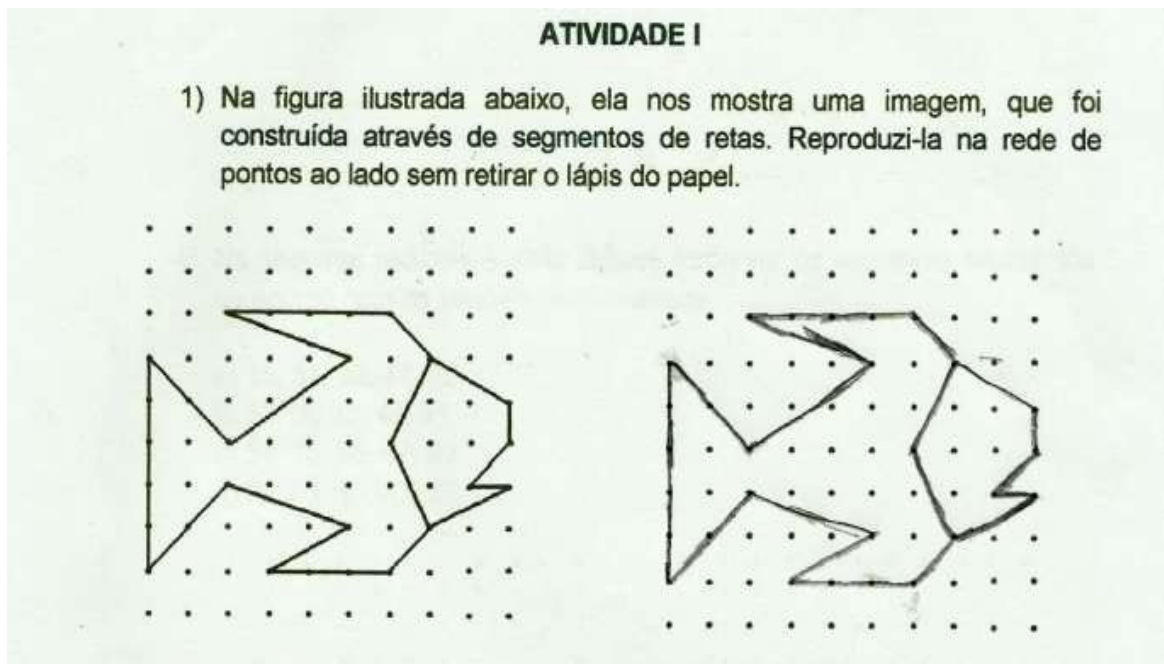 ATIVIDADE I
1) Na figura ilustrada abaixo, ela nos mostra uma imagem, que foi
construída através de segmentos de retas. Reproduzi-la na rede de
pontos ao lado sem retirar o lápis do papel.